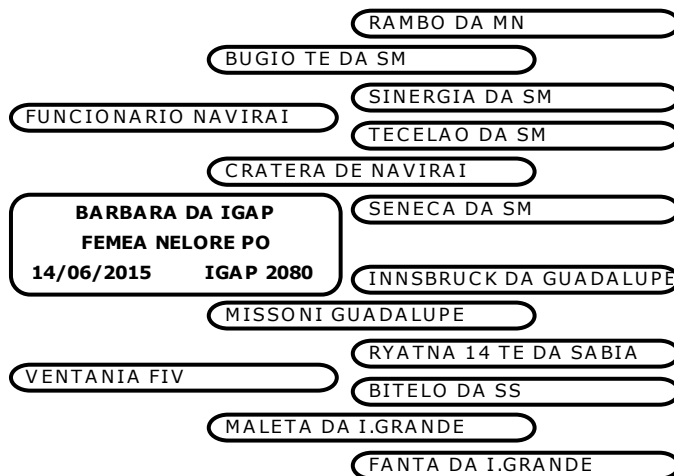 RAMBO DA MN
BUGIO TE DA SM
SINERGIA DA SM
FUNCIONARIO NAVIRAI
TECELAO DA SM
CRATERA DE NAVIRAI
BARBARA DA IGAP
SENECA DA SM
FEMEA NELORE PO
14/06/2015 IGAP 2080
INNSBRUCK DA GUADALUPE
MISSONI GUADALUPE
RYATNA 14 TE DA SABIA
VENTANIA FIV
BITELO DA SS
MALETA DA I.GRANDE
FANTA DA I.GRANDE